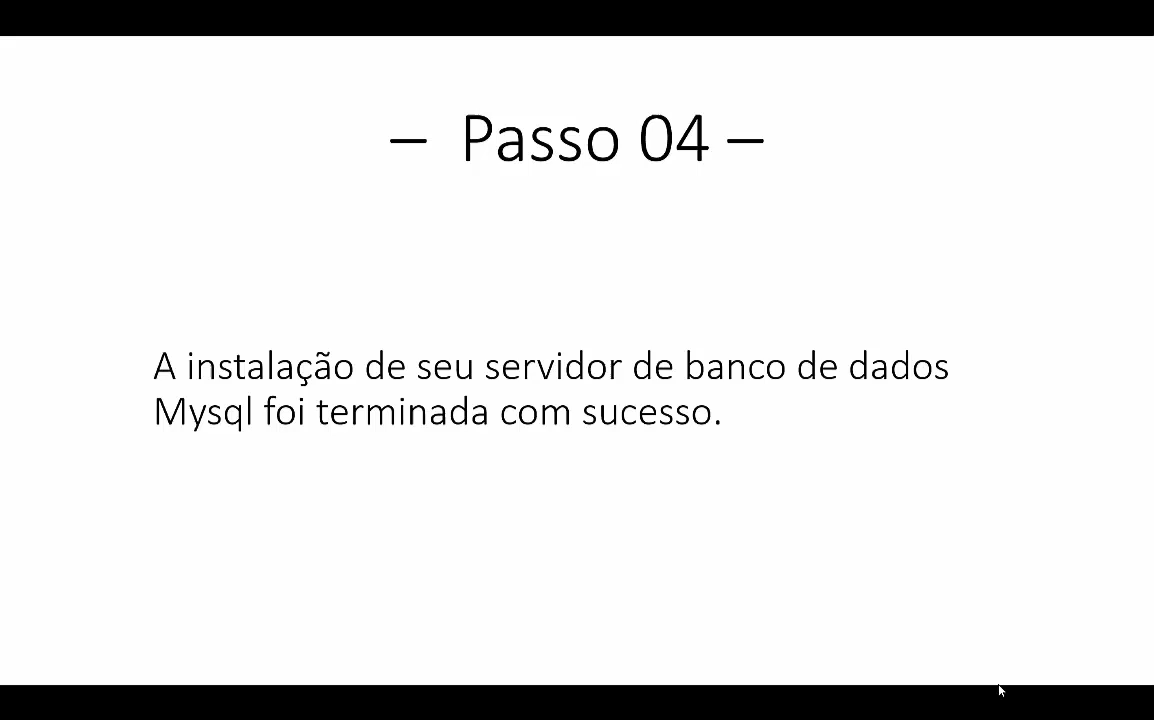 – Passo 04 –
A instalação de seu servidor de banco de dados
Mysql foi terminada com sucesso.